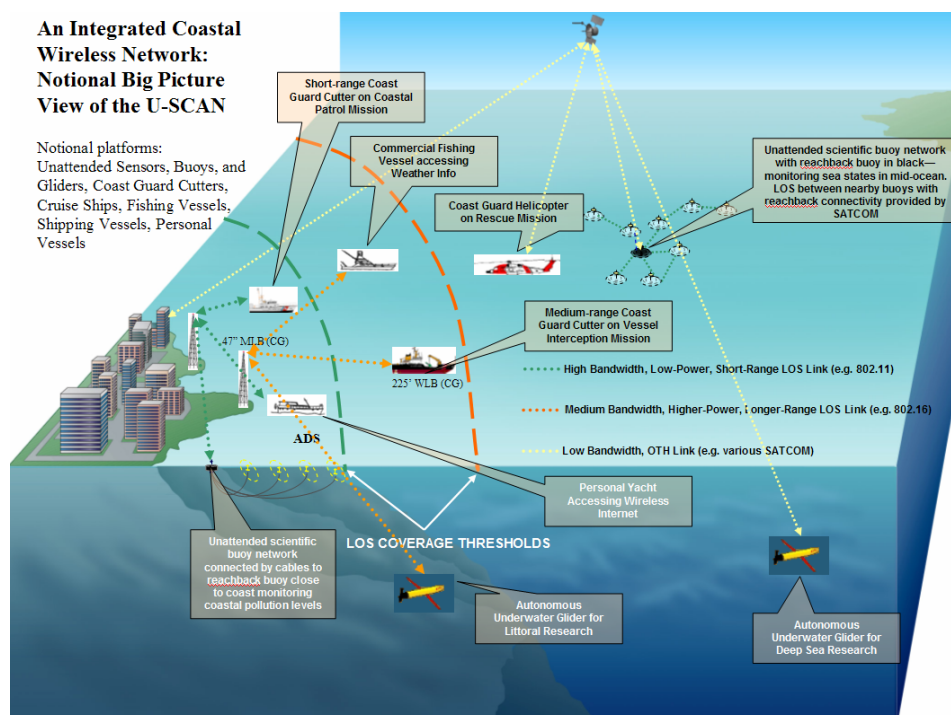 An Integrated Coastal
Wireless Network:
Notional Big Picture
View of the U-SCAN
Notional platforms:
Unattended Sensors, Buoys, and
Gliders, Coast Guard Cutters,
Cruise Ships, Fishing Vessels,
Shipping Vessels, Personal
Vessels
Short-range Coast
Guard Cutter on Coastal
Patrol Mission
Commercial Fishing
Vessel accessing
Weather Info
Coast Guard Helicopter
on Rescue Mission
Unattended scientific buoy network
with reachback buoy in black—
monitoring sea states in mid-ocean.
LOS between nearby buoys with
reachback connectivity provided by
SATCOM
Medium-range Coast
Guard Cutter on Vessel
Interception Mission
47" MLB (CG)
225' WLB (CG)
High Bandwidth, Low-Power, Short-Range LOS Link (e.g. 802.11)
Medium Bandwidth, Higher-Power, Longer-Range LOS Link (e.g. 802.16)
Low Bandwidth, OTH Link (e.g. various SATCOM)
ADS
Personal Yacht
Accessing Wireless
Internet
LOS COVERAGE THRESHOLDS
Unattended scientific
buoy network
connected by cables to
reachback buoy close
to coast monitoring
coastal pollution levels
Autonomous
Underwater Glider for
Littoral Research
Autonomous
Underwater Glider for
Deep Sea Research